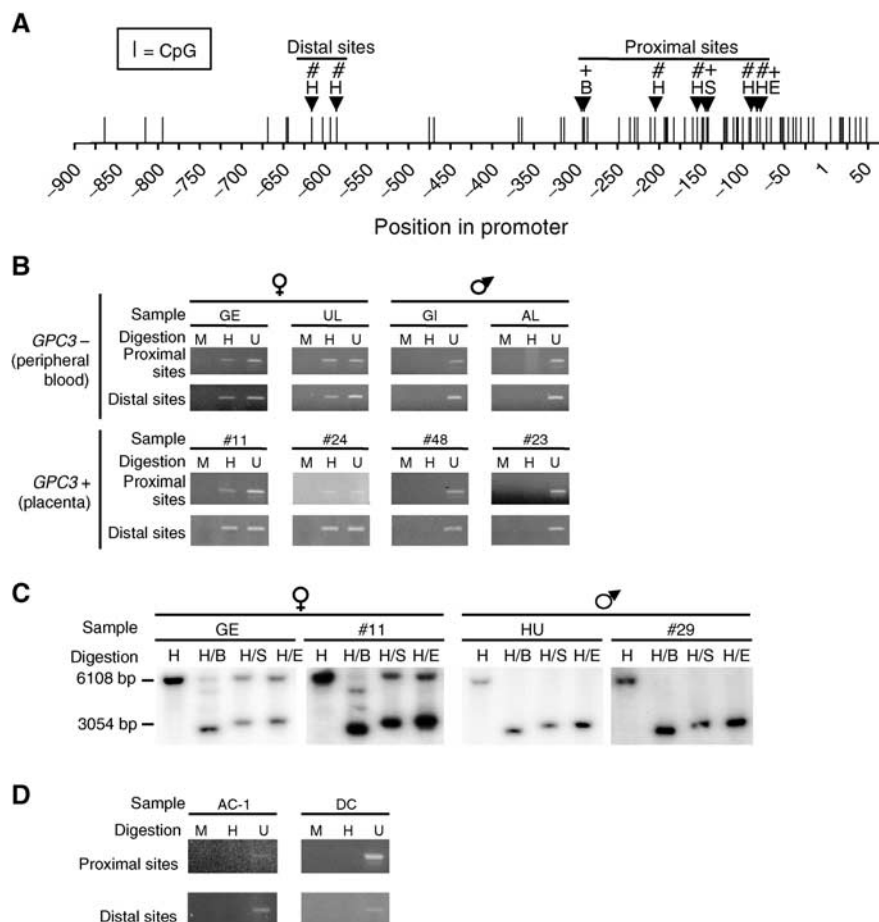 A
I = CpG
Distal sites
Proximal sites
# # + # #+ ##+
H H B H HS HHE
–900 –850 –800 –750 –700 –650 –600 –550 –500 –450 –400 –350 –300 –250 –200 –150 –100 –50 1 50
Position in promoter
B
♀ ♂
Sample GE UL GI AL
Digestion M H U M H U M H U M H U
GPC3 –
(peripheral
blood)
Proximal
sites
Distal sites
Sample #11 #24 #48 #23
Digestion M H U M H U M H U M H U
GPC3 +
(placenta)
Proximal
sites
Distal sites
C
♀ ♂
Sample GE #11 HU #29
Digestion H H/B H/S H/E H H/B H/S H/E H H/B H/S H/E H H/B H/S H/E
6108 bp
3054 bp
D
Sample AC-1 DC
Digestion M H U M H U
Proximal sites
Distal sites